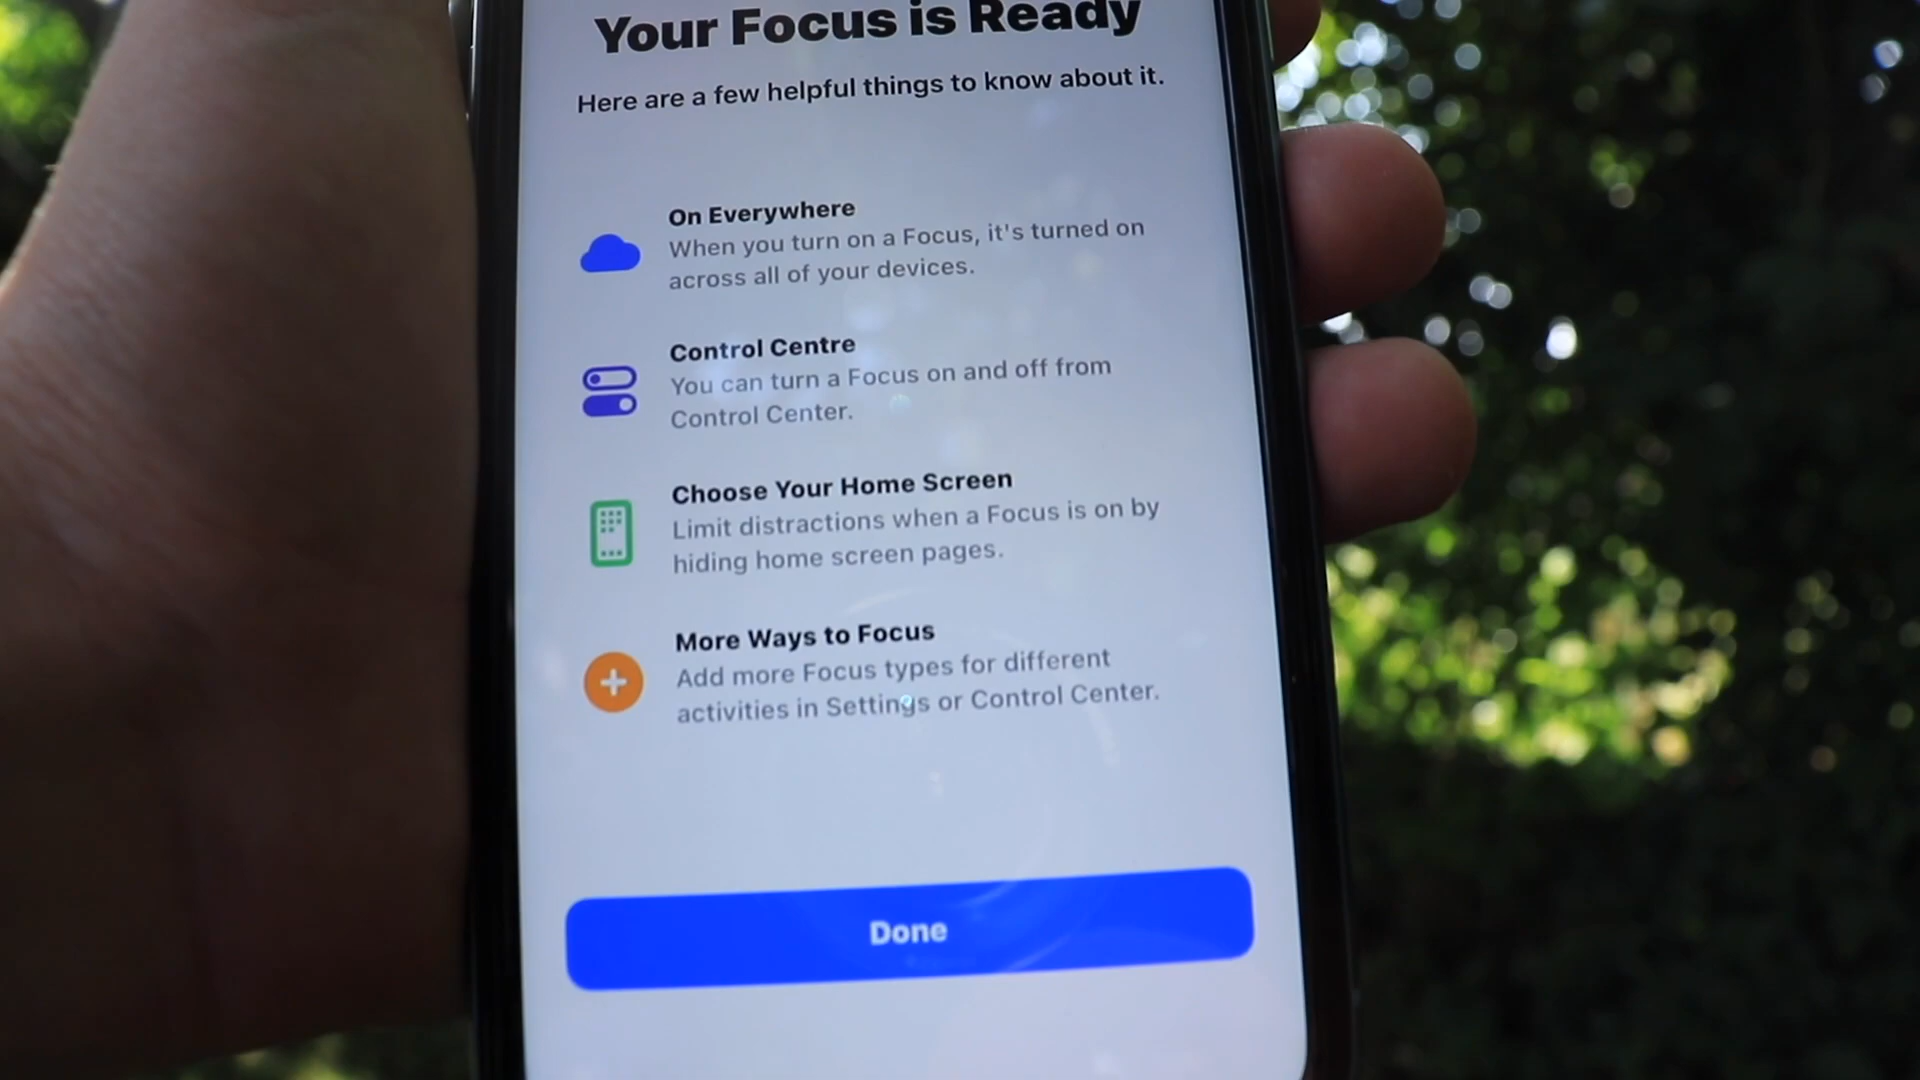 Your Focus is Ready
Here are a few helpful things to know about it.
On Everywhere
When you turn on a Focus, it's turned on
across all of your devices.
Control Centre
You can turn a Focus on and off from
Control Center.
Choose Your Home Screen
Limit distractions when a Focus is on by
hiding home screen pages.
More Ways to Focus
Add more Focus types for different
activities in Settings or Control Center.
Done